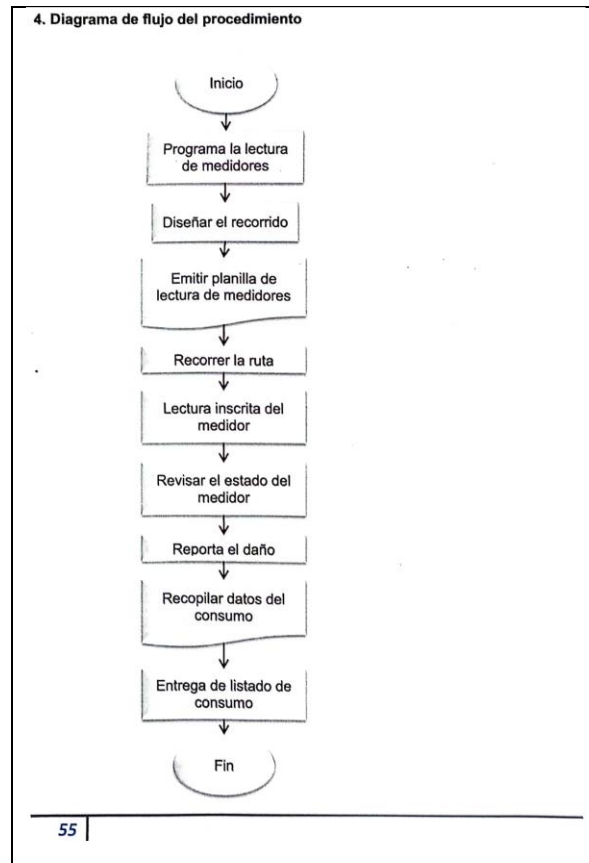 4. Diagrama de flujo del procedimiento
Inicio
Programa la lectura
de medidores
Diseñar el recorrido
Emitir planilla de
lectura de medidores
Recorrer la ruta
Lectura inscrita del
medidor
Revisar el estado del
medidor
Reporta el daño
Recopilar datos del
consumo
Entrega de listado de
consumo
Fin
55